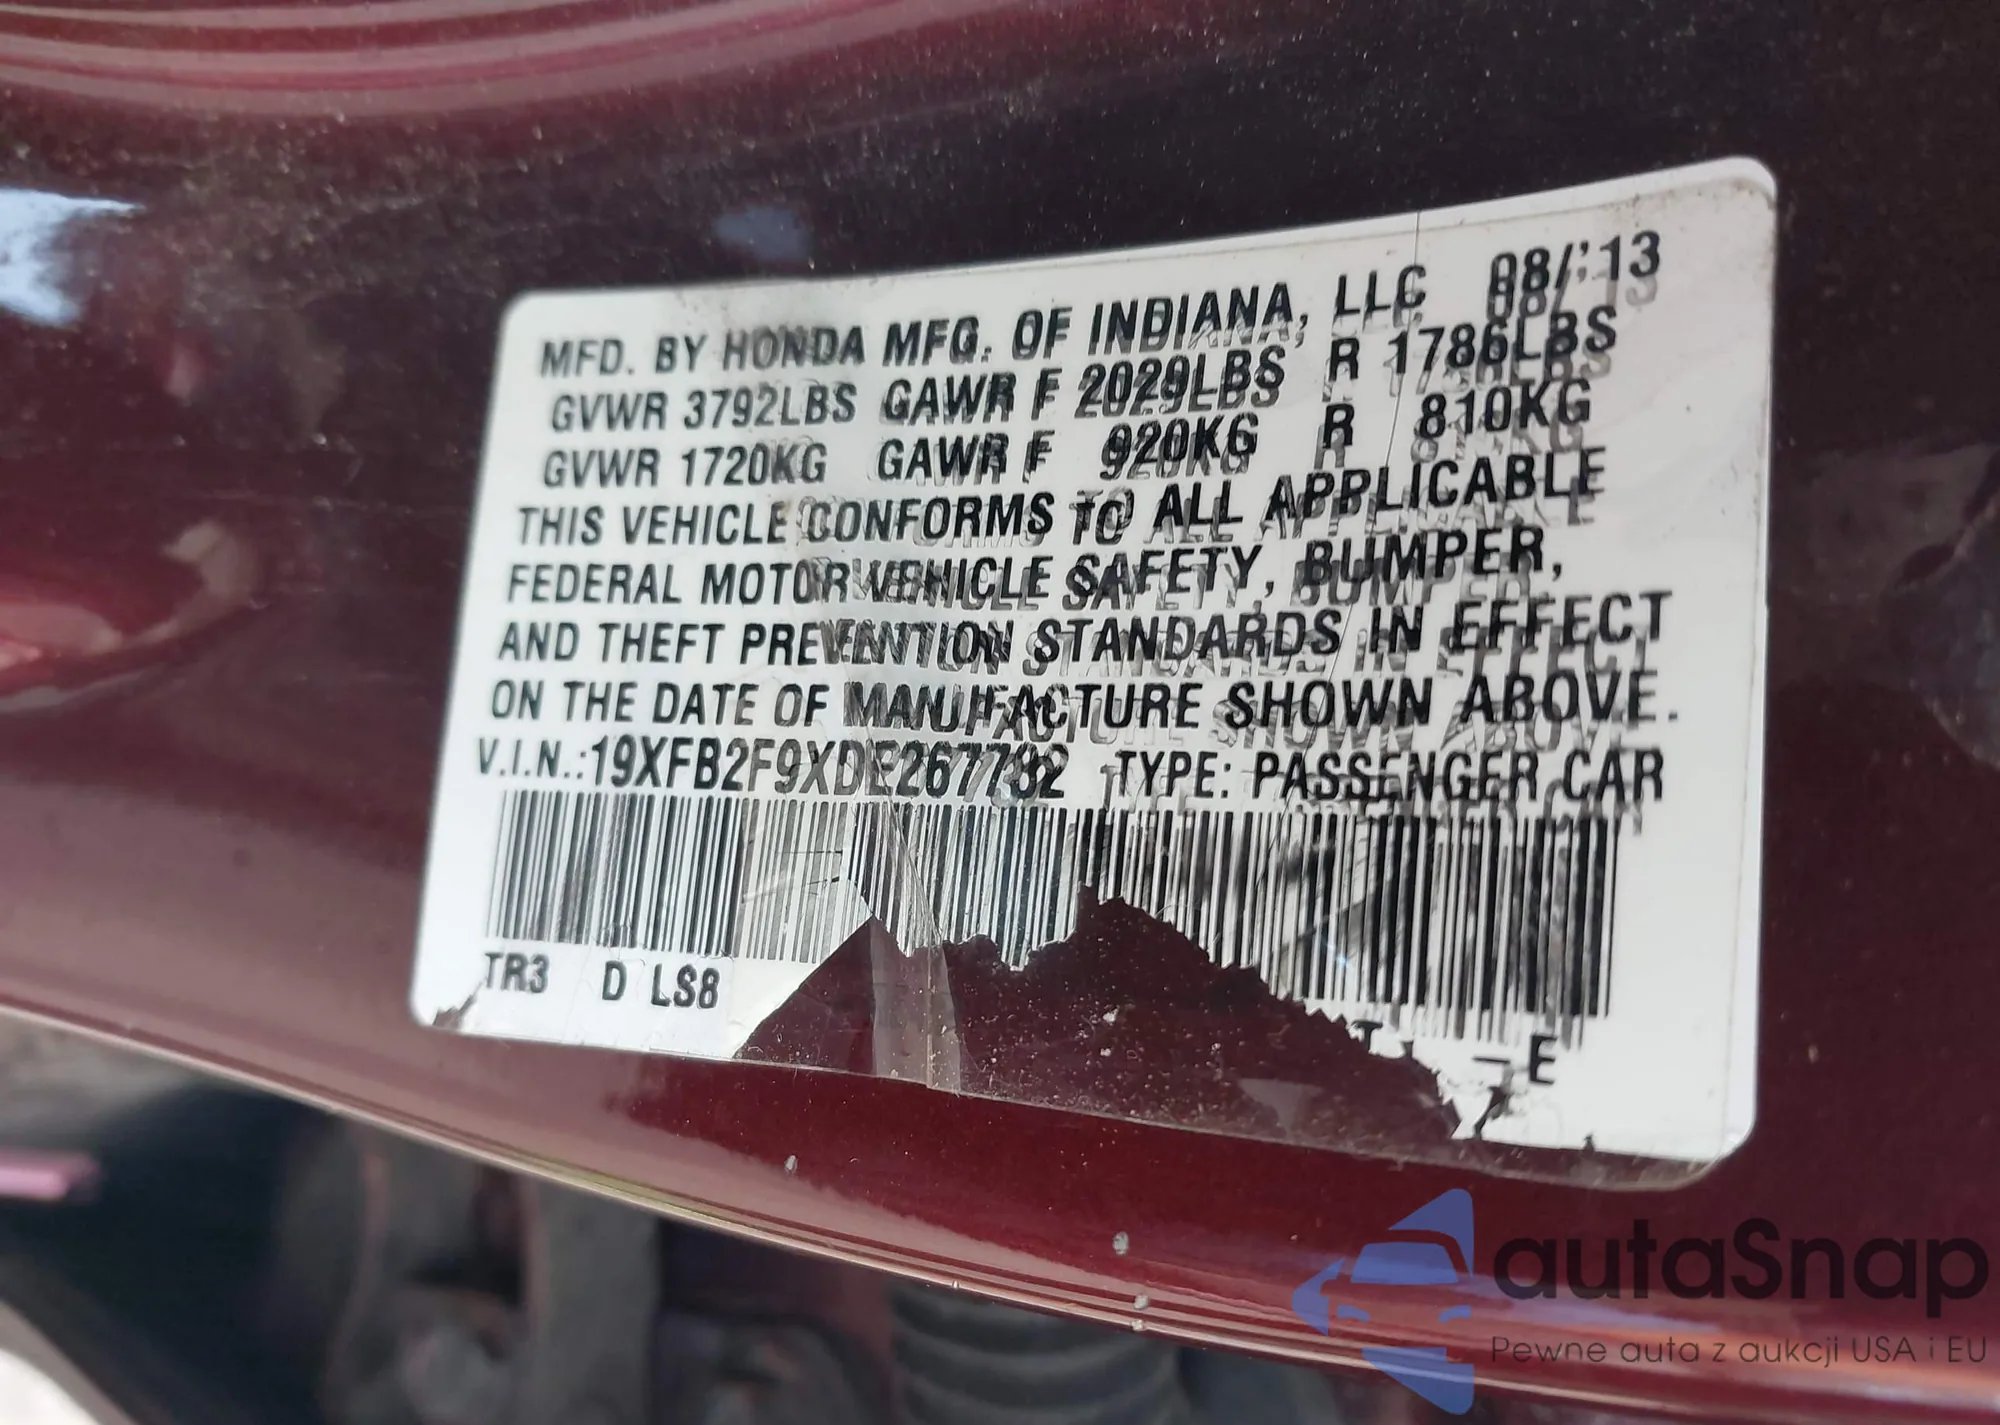 MFD. BY HONDA MFG. OF INDIANA, LLC 08/'13
GVWR 3792LBS GAWR F 2029LBS R 1786LBS
GVWR 1720KG GAWR F 920KG R 810KG
THIS VEHICLE CONFORMS TO ALL APPLICABLE
FEDERAL MOTOR VEHICLE SAFETY, BUMPER,
AND THEFT PREVENTION STANDARDS IN EFFECT
ON THE DATE OF MANUFACTURE SHOWN ABOVE.
V.I.N.:19XFB2F9XDE267732 TYPE: PASSENGER CAR
TR3 D LS8
E
autaSnap
Pewne auta z aukcji USA i EU